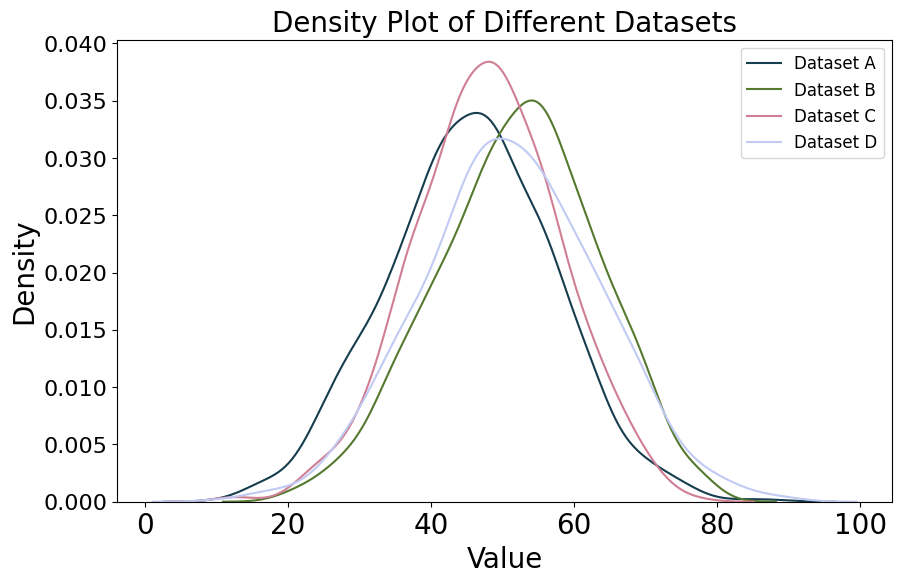 Density Plot of Different Datasets
0.040
0.035
0.030
0.025
0.020
0.015
0.010
0.005
0.000
Density
Dataset A
Dataset B
Dataset C
Dataset D
0 20 40 60 80 100
Value